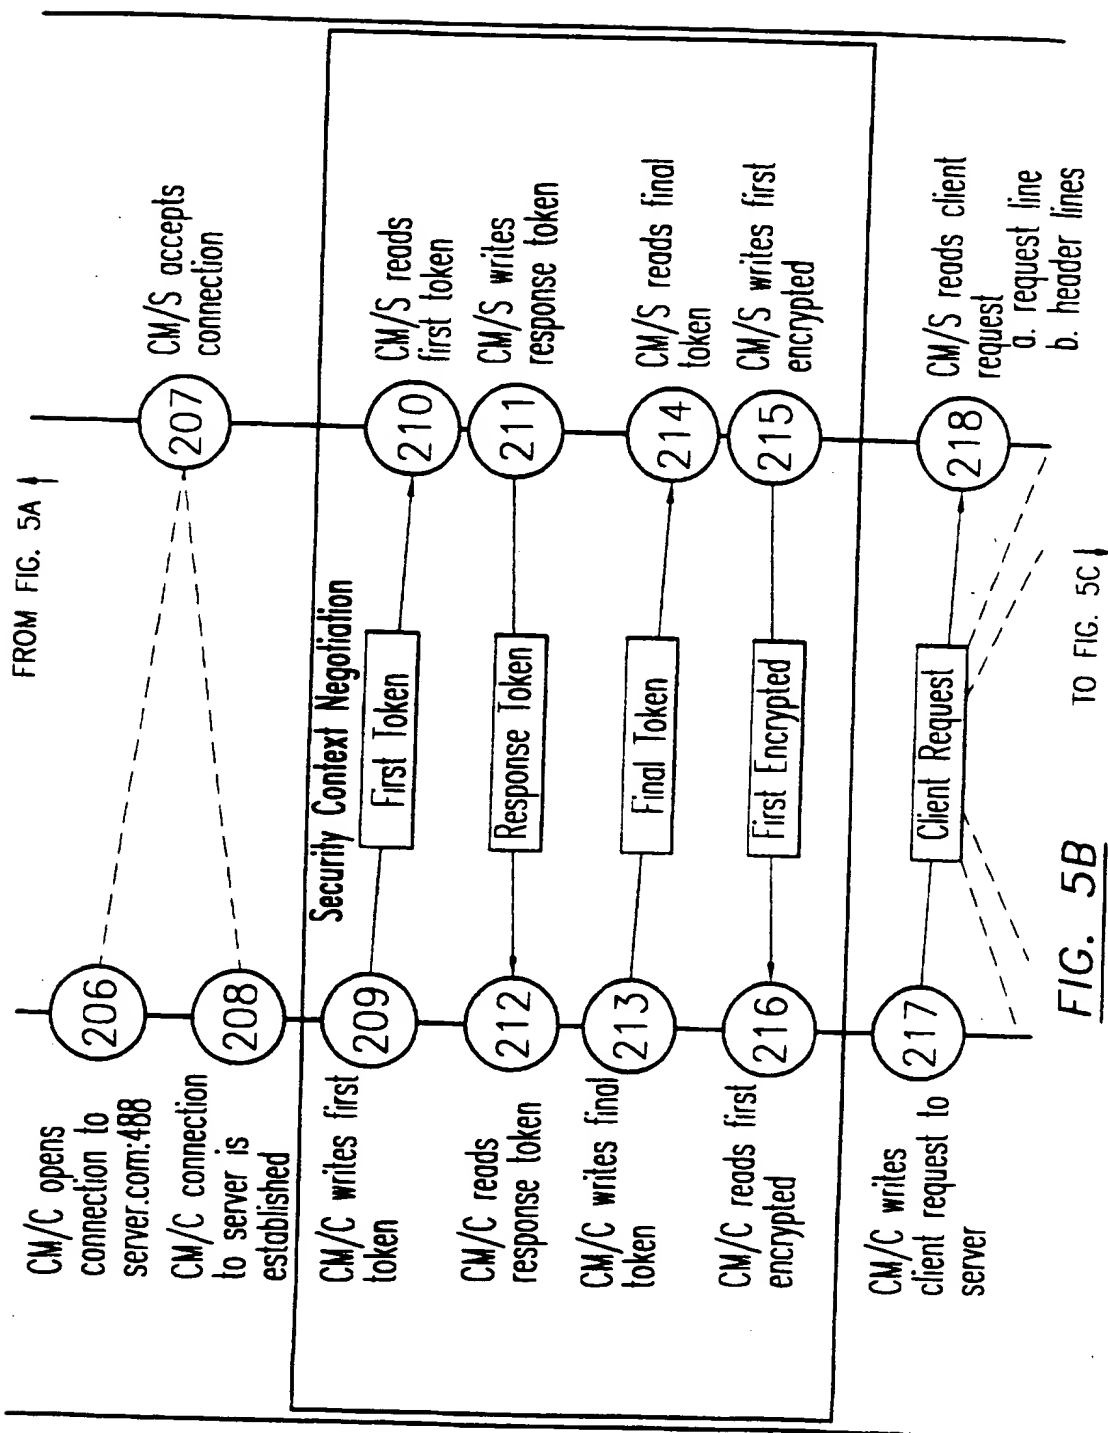 FROM FIG. 5A
CM/C opens
connection to
server.com:488
206
207
CM/S accepts
connection
CM/C connection
to server is
established
208
Security Context Negotiation
CM/C writes first
token
209
First Token
210
CM/S reads
first token
CM/C reads
response token
212
Response Token
211
CM/S writes
response token
CM/C writes final
token
213
Final Token
214
CM/S reads final
token
CM/C reads first
encrypted
216
First Encrypted
215
CM/S writes first
encrypted
CM/C writes
client request to
server
217
Client Request
218
CM/S reads client
request
a. request line
b. header lines
TO FIG. 5C
FIG. 5B